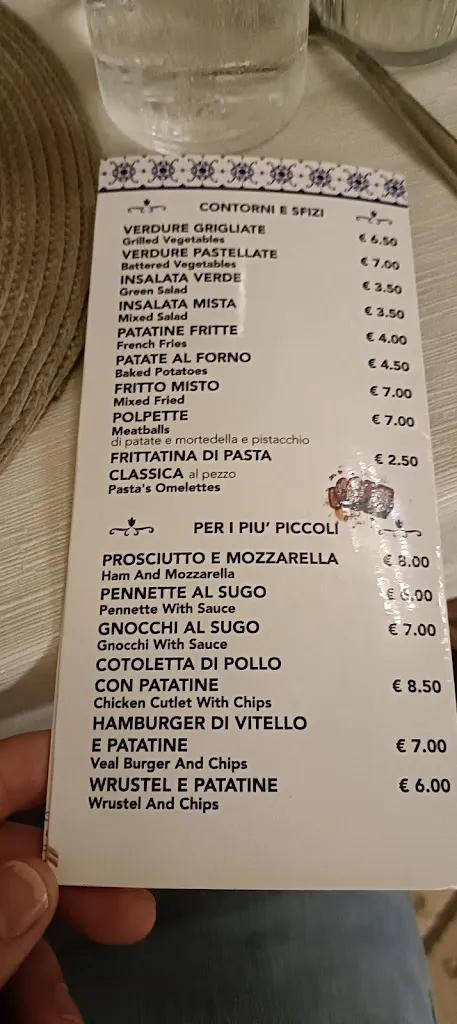 CONTORNI E SFIZI
VERDURE GRIGLIATE € 6.50
Grilled Vegetables
VERDURE PASTELLATE € 7.00
Battered Vegetables
INSALATA VERDE € 3.50
Green Salad
INSALATA MISTA € 3.50
Mixed Salad
PATATINE FRITTE € 4.00
French Fries
PATATE AL FORNO € 4.50
Baked Potatoes
FRITTO MISTO € 7.00
Mixed Fried
POLPETTE € 7.00
Meatballs
di patate e mortedella e pistacchio
FRITTATINA DI PASTA € 2.50
CLASSICA al pezzo
Pasta's Omelettes
PER I PIU' PICCOLI
PROSCIUTTO E MOZZARELLA € 8.00
Ham And Mozzarella
PENNETTE AL SUGO € 6.00
Pennette With Sauce
GNOCCHI AL SUGO € 7.00
Gnocchi With Sauce
COTOLETTA DI POLLO
CON PATATINE € 8.50
Chicken Cutlet With Chips
HAMBURGER DI VITELLO
E PATATINE € 7.00
Veal Burger And Chips
WRUSTEL E PATATINE € 6.00
Wrustel And Chips